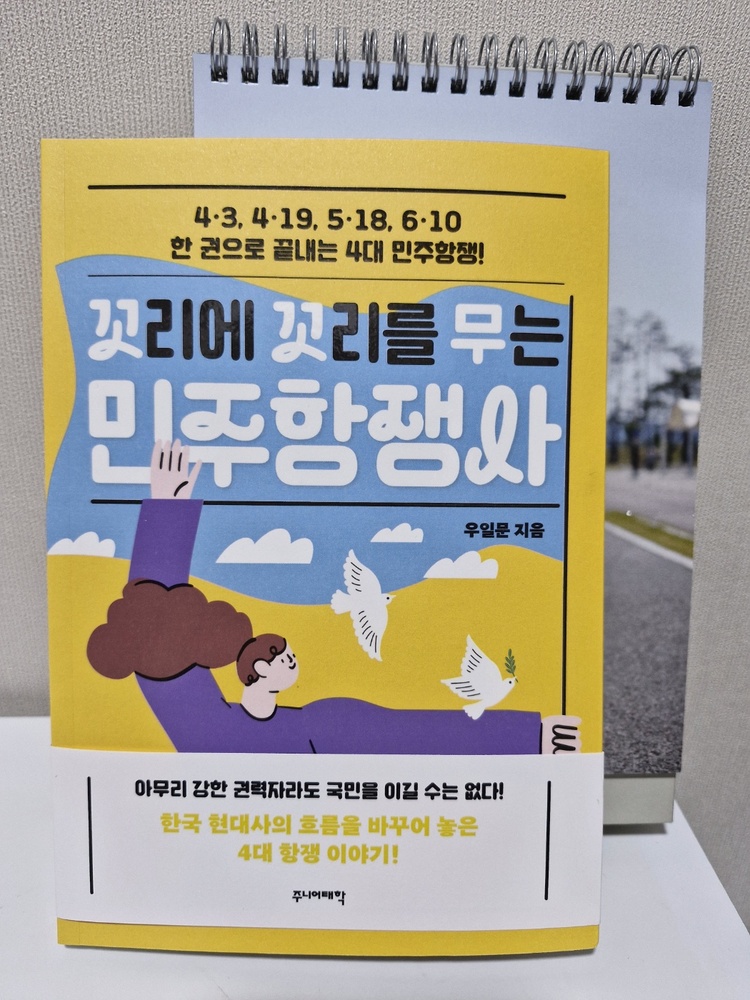 4·3, 4·19, 5·18, 6·10
한 권으로 끝내는 4대 민주항쟁!
꼬리에 꼬리를 무는
민주항쟁사
우일문 지음
아무리 강한 권력자라도 국민을 이길 수는 없다!
한국 현대사의 흐름을 바꾸어 놓은
4대 항쟁 이야기!
주니어태학